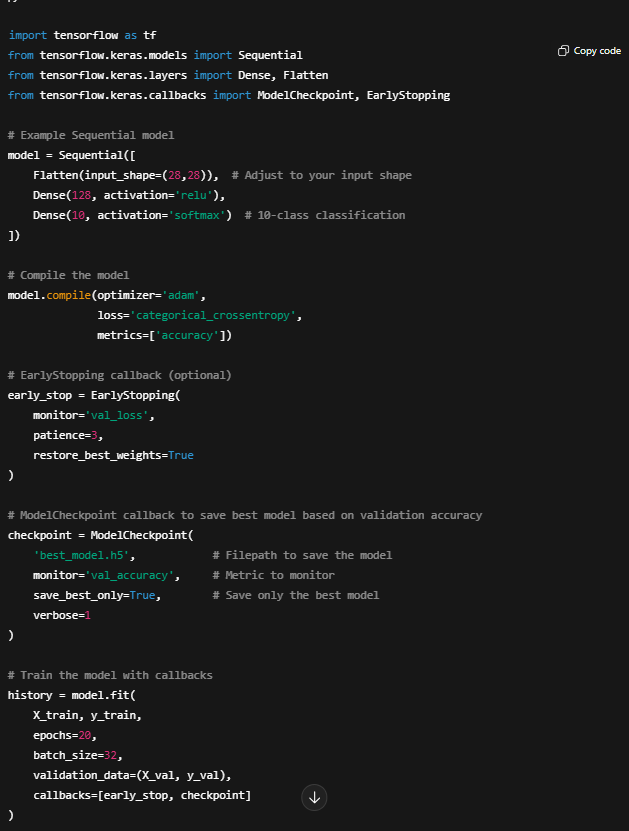 import tensorflow as tf
from tensorflow.keras.models import Sequential
Copy code
from tensorflow.keras.layers import Dense, Flatten
from tensorflow.keras.callbacks import ModelCheckpoint, EarlyStopping
# Example Sequential model
model = Sequential([
    Flatten(input_shape=(28,28)),  # Adjust to your input shape
    Dense(128, activation='relu'),
    Dense(10, activation='softmax')  # 10-class classification
])
# Compile the model
model.compile(optimizer='adam',
              loss='categorical_crossentropy',
              metrics=['accuracy'])
# EarlyStopping callback (optional)
early_stop = EarlyStopping(
    monitor='val_loss',
    patience=3,
    restore_best_weights=True
)
# ModelCheckpoint callback to save best model based on validation accuracy
checkpoint = ModelCheckpoint(
    'best_model.h5',             # Filepath to save the model
    monitor='val_accuracy',      # Metric to monitor
    save_best_only=True,         # Save only the best model
    verbose=1
)
# Train the model with callbacks
history = model.fit(
    X_train, y_train,
    epochs=20,
    batch_size=32,
    validation_data=(X_val, y_val),
    callbacks=[early_stop, checkpoint]
)